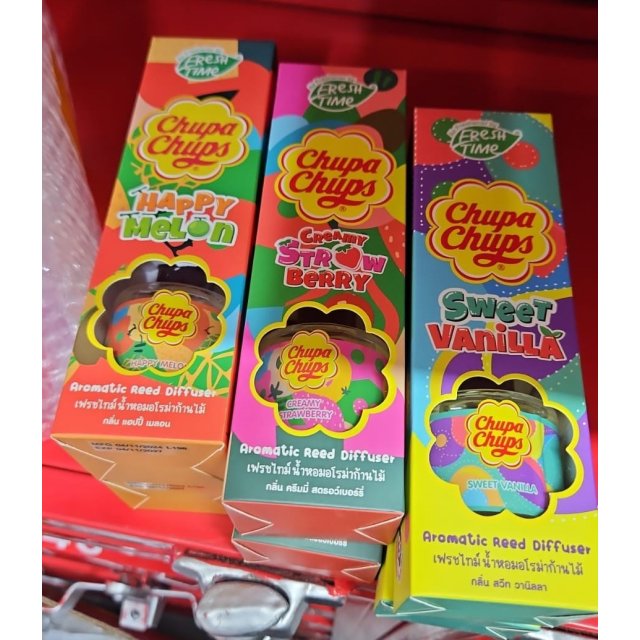 FRESH
TIME
Chupa
Chups
HAPPY
MELON
Chupa
Chups
HAPPY MELO
Aromatic Reed Diffuser
เฟรชไทม์น้ำหอมอโรม่าก้านไม้
กลิ่น แฮปปี้ เมลอน
FRESH
TIME
Chupa
Chups
CREAMY
STRAW
BERRY
Chupa
Chups
CREAMY
TRAWBERRY
Aromatic Reed Diffuser
เฟรชไทม์น้ำหอมอโรม่าก้านไม้
กลิ่น ครีมมี่ สตรอว์เบอร์รี่
FRESH
TIME
Chupa
Chups
SWEET
VANILLA
Chupa
Chups
SWEET VANILLA
Aromatic Reed Diffuser
เฟรชไทม์น้ำหอมอโรม่าก้านไม้
กลิ่น สวีท วานิลลา